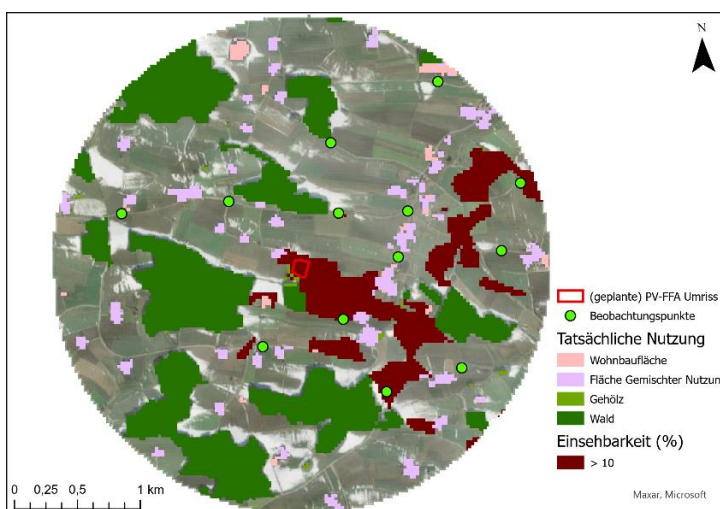 N
(geplante) PV-FFA Umriss
Beobachtungspunkte
Tatsächliche Nutzung
Wohnbaufläche
Fläche Gemischter Nutzun
Gehölz
Wald
Einsehbarkeit (%)
> 10
0 0,25 0,5 1 km
Maxar, Microsoft